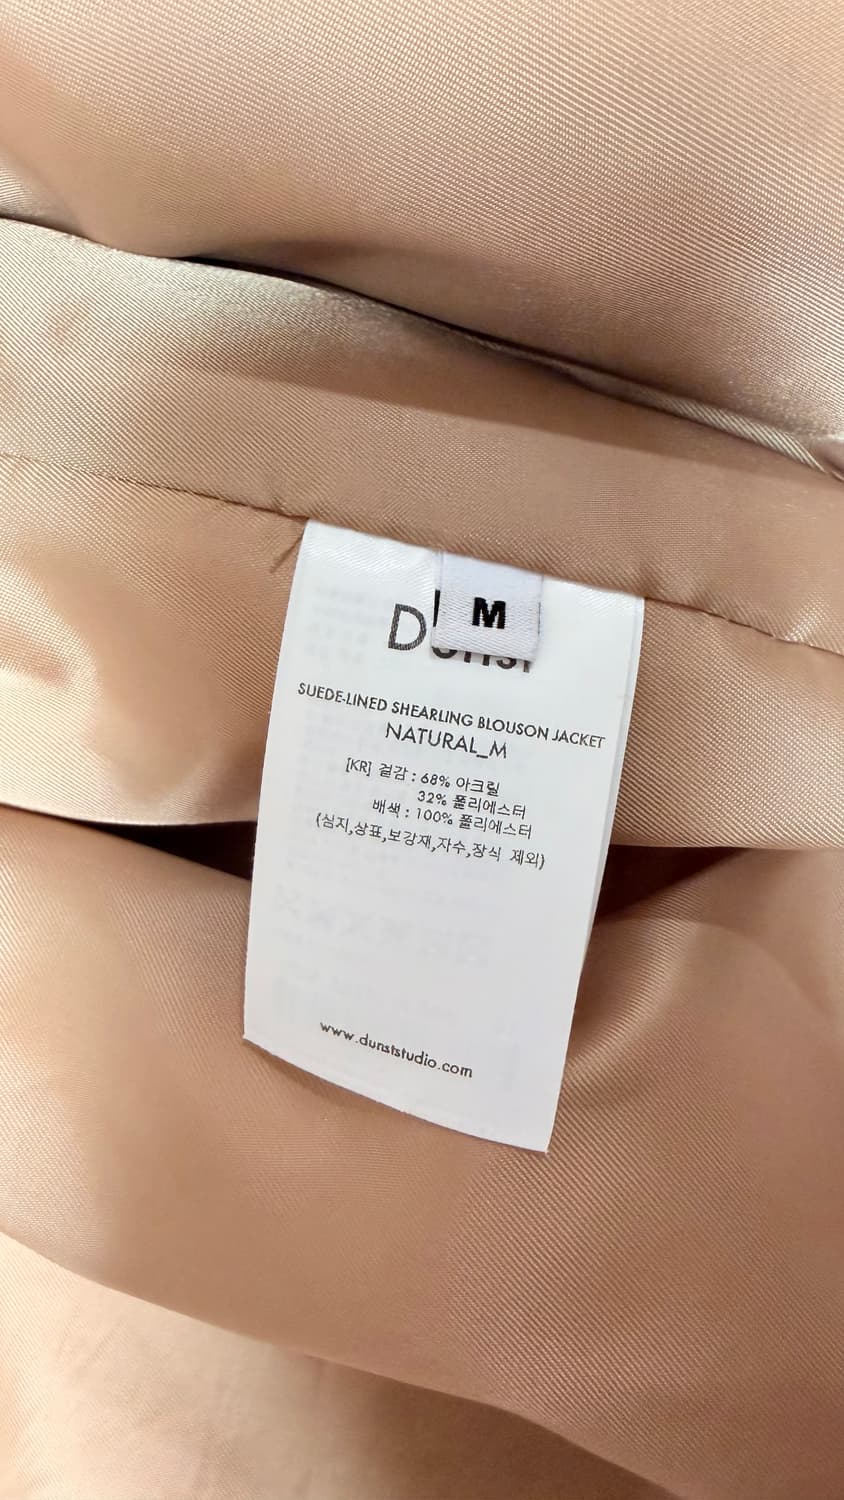 M
Dunst
SUEDE-LINED SHEARLING BLOUSON JACKET
NATURAL_M
[KR] 겉감 : 68% 아크릴
32% 폴리에스터
배색 : 100% 폴리에스터
(심지,상표,보강재,자수,장식 제외)
www.dunststudio.com